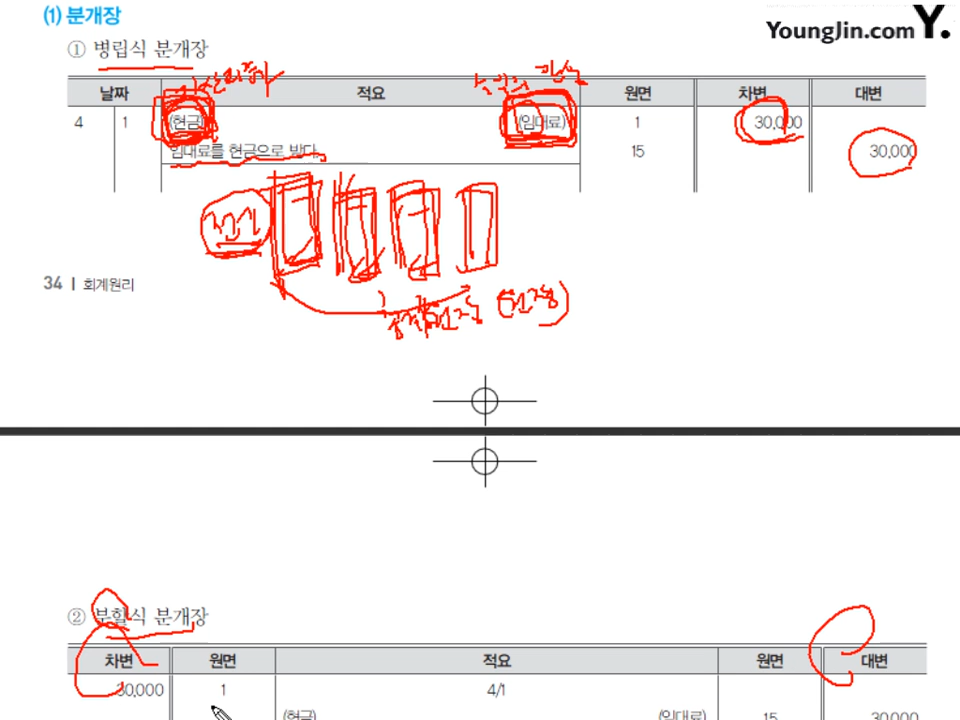 (1) 분개장
YoungJin.com Y.
① 병립식 분개장
날짜 적요 원면 차변 대변
4 1 (현금) (임대료) 1 30,000
임대료를 현금으로 받다. 15 30,000
34 | 회계원리
② 분할식 분개장
차변 원면 적요 원면 대변
30,000 1 4/1
(현금) (임대료) 15 30,000